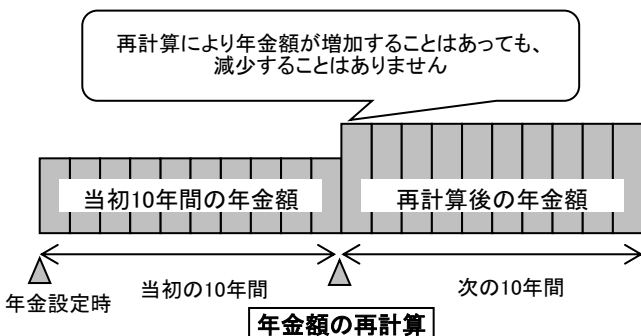 再計算により年金額が増加することはあっても、
減少することはありません
当初10年間の年金額
再計算後の年金額
当初の10年間
次の10年間
年金設定時
年金額の再計算